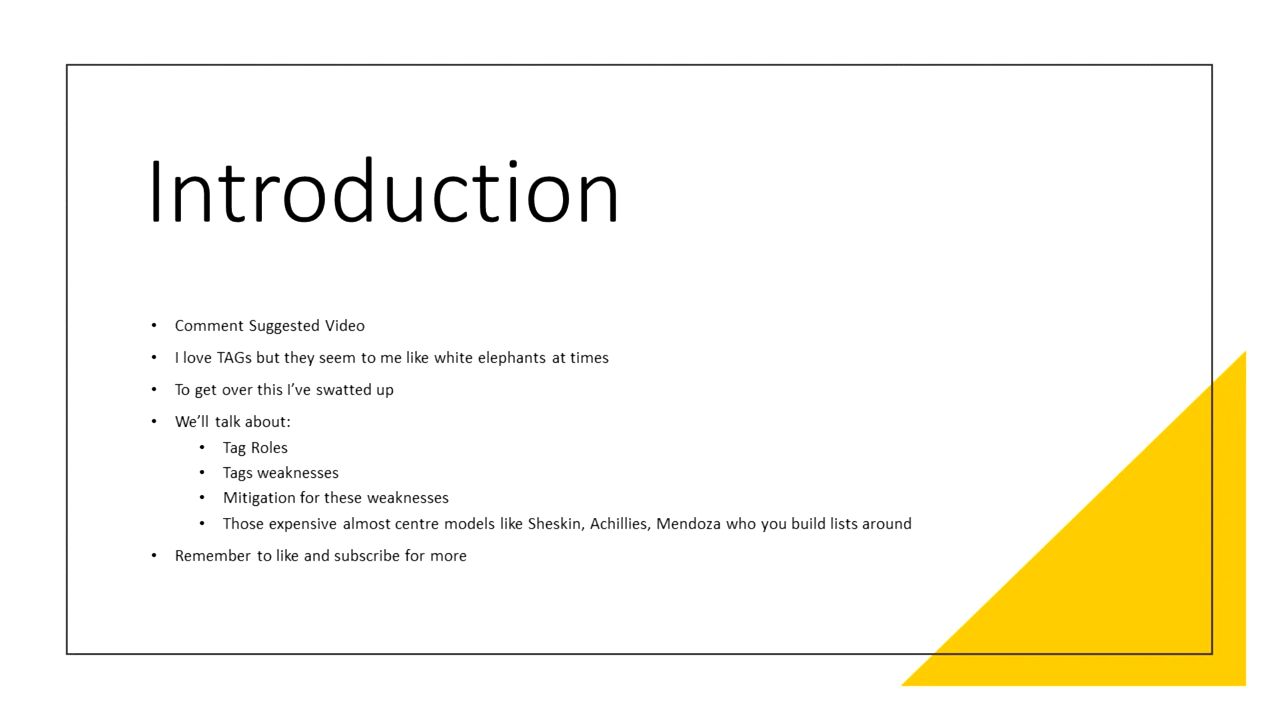 Introduction
• Comment Suggested Video
• I love TAGs but they seem to me like white elephants at times
• To get over this I’ve swatted up
• We’ll talk about:
• Tag Roles
• Tags weaknesses
• Mitigation for these weaknesses
• Those expensive almost centre models like Sheskin, Achillies, Mendoza who you build lists around
• Remember to like and subscribe for more